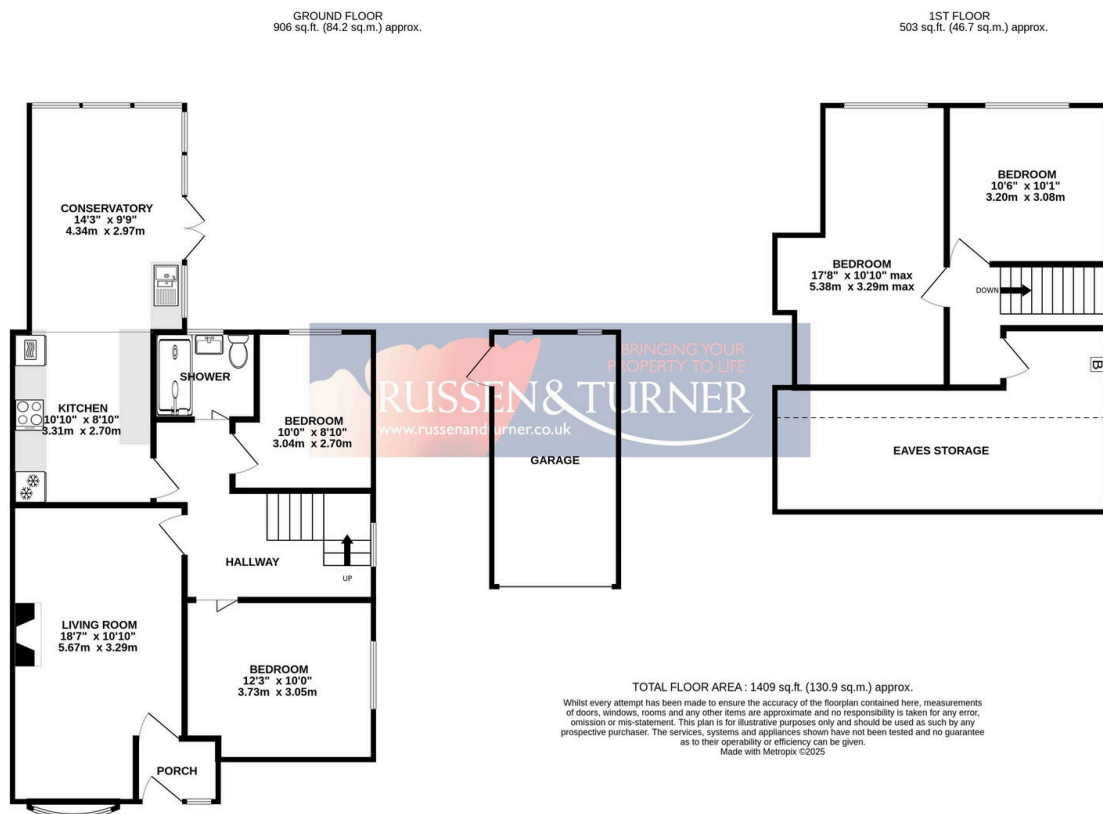 GROUND FLOOR
906 sq.ft. (84.2 sq.m.) approx.
1ST FLOOR
503 sq.ft. (46.7 sq.m.) approx.
CONSERVATORY
14'3" x 9'9"
4.34m x 2.97m
KITCHEN
10'10" x 8'10"
3.31m x 2.70m
SHOWER
BEDROOM
10'0" x 8'10"
3.04m x 2.70m
HALLWAY
UP
LIVING ROOM
18'7" x 10'10"
5.67m x 3.29m
BEDROOM
12'3" x 10'0"
3.73m x 3.05m
PORCH
BRINGING YOUR
PROPERTY TO LIFE
RUSSEN & TURNER
www.russenandturner.co.uk
GARAGE
BEDROOM
10'6" x 10'1"
3.20m x 3.08m
BEDROOM
17'8" x 10'10" max
5.38m x 3.29m max
DOWN
B
EAVES STORAGE
TOTAL FLOOR AREA : 1409 sq.ft. (130.9 sq.m.) approx.
Whilst every attempt has been made to ensure the accuracy of the floorplan contained here, measurements
of doors, windows, rooms and any other items are approximate and no responsibility is taken for any error,
omission or mis-statement. This plan is for illustrative purposes only and should be used as such by any
prospective purchaser. The services, systems and appliances shown have not been tested and no guarantee
as to their operability or efficiency can be given.
Made with Metropix ©2025